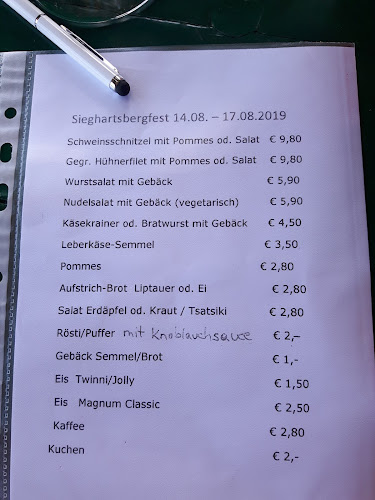 Sieghartsbergfest 14.08. – 17.08.2019
Schweinsschnitzel mit Pommes od. Salat € 9,80
Gegr. Hühnerfilet mit Pommes od. Salat € 9,80
Wurstsalat mit Gebäck € 5,90
Nudelsalat mit Gebäck (vegetarisch) € 5,90
Käsekrainer od. Bratwurst mit Gebäck € 4,50
Leberkäse-Semmel € 3,50
Pommes € 2,80
Aufstrich-Brot Liptauer od. Ei € 2,80
Salat Erdäpfel od. Kraut / Tsatsiki € 2,80
Rösti/Puffer mit Knoblauchsauce € 2,-
Gebäck Semmel/Brot € 1,-
Eis Twinni/Jolly € 1,50
Eis Magnum Classic € 2,50
Kaffee € 2,80
Kuchen € 2,-